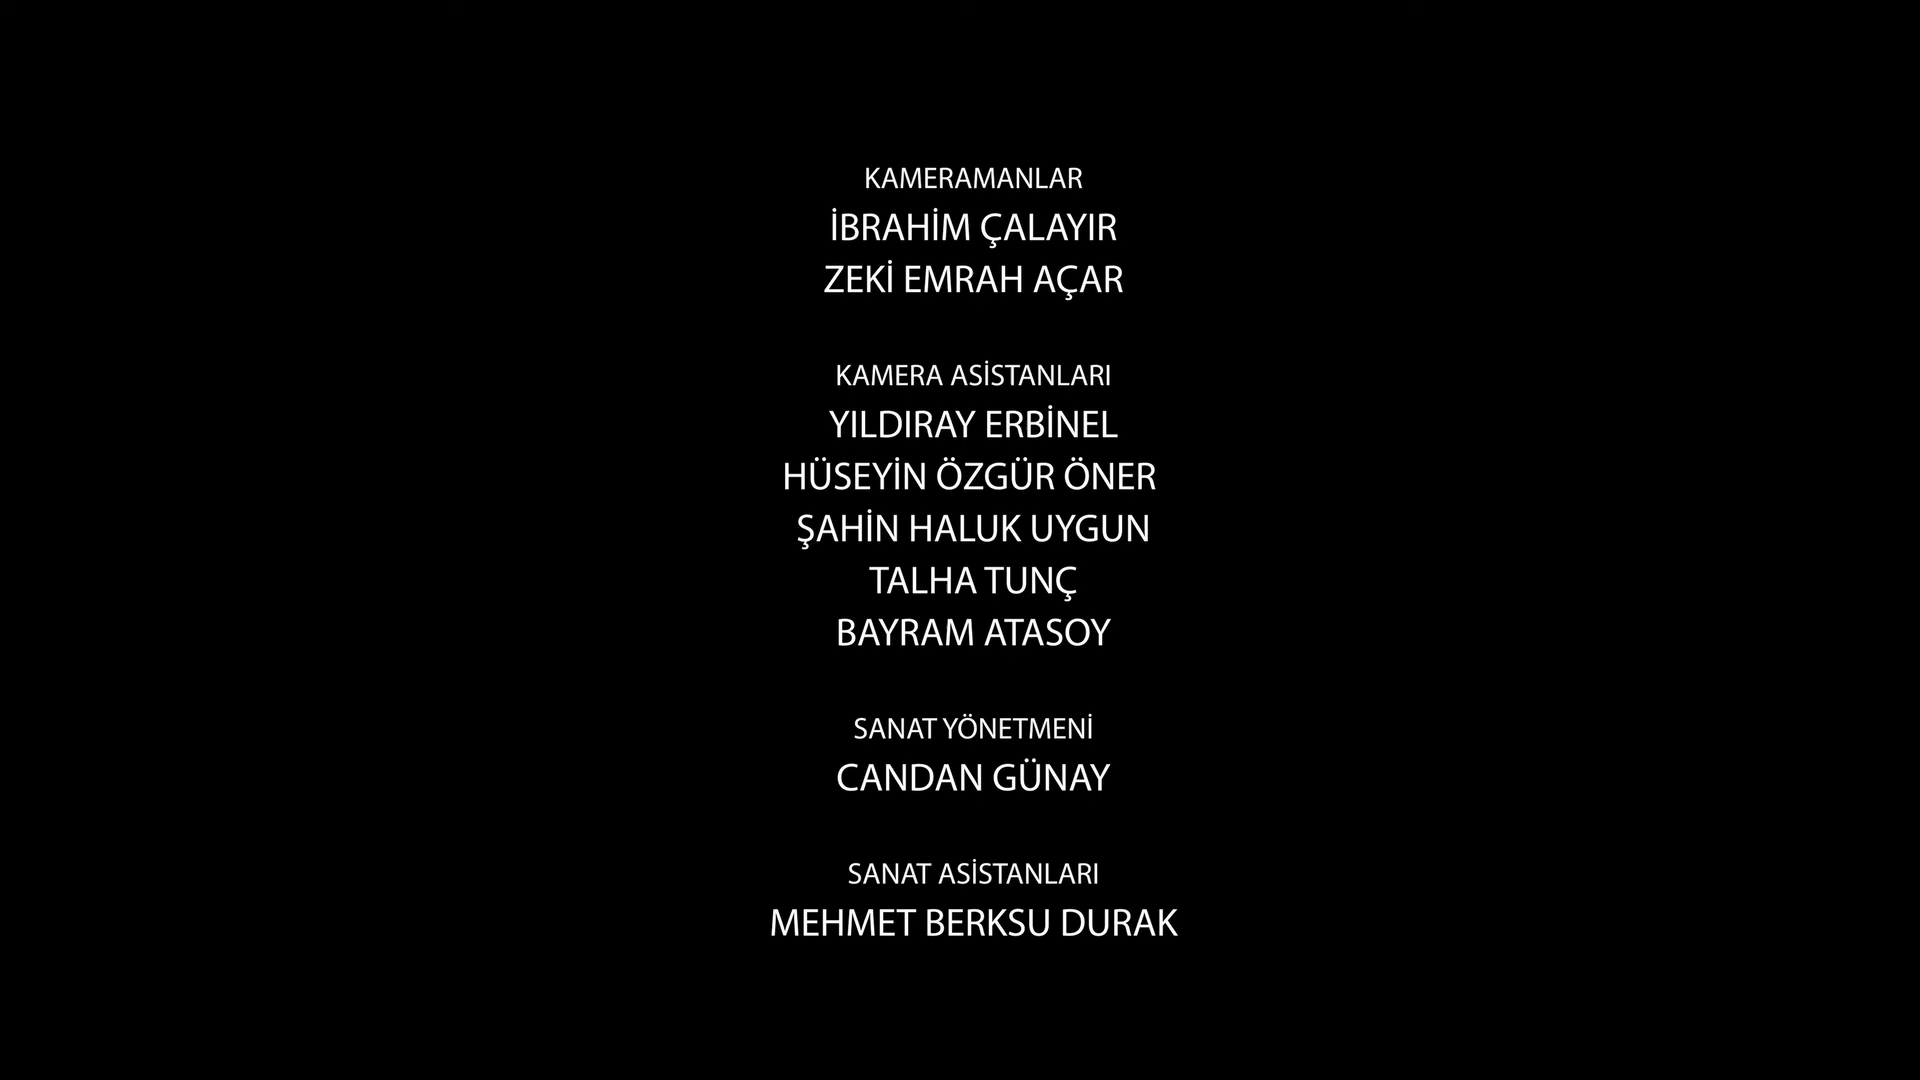 KAMERAMANLAR
İBRAHİM ÇALAYIR
ZEKİ EMRAH AÇAR
KAMERA ASİSTANLARI
YILDIRAY ERBİNEL
HÜSEYİN ÖZGÜR ÖNER
ŞAHİN HALUK UYGUN
TALHA TUNÇ
BAYRAM ATASOY
SANAT YÖNETMENİ
CANDAN GÜNAY
SANAT ASİSTANLARI
MEHMET BERKSU DURAK